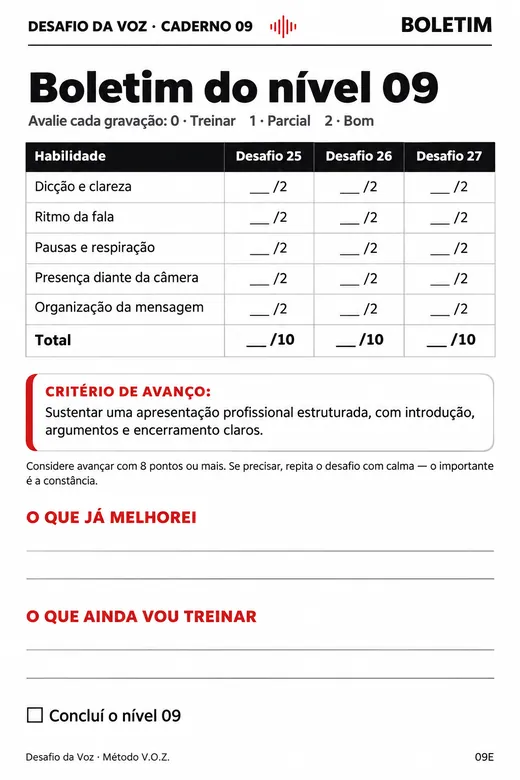 DESAFIO DA VOZ · CADERNO 09
BOLETIM
Boletim do nível 09
Avalie cada gravação: 0 · Treinar 1 · Parcial 2 · Bom
Habilidade Desafio 25 Desafio 26 Desafio 27
Dicção e clareza ___ /2 ___ /2 ___ /2
Ritmo da fala ___ /2 ___ /2 ___ /2
Pausas e respiração ___ /2 ___ /2 ___ /2
Presença diante da câmera ___ /2 ___ /2 ___ /2
Organização da mensagem ___ /2 ___ /2 ___ /2
Total ___ /10 ___ /10 ___ /10
CRITÉRIO DE AVANÇO:
Sustentar uma apresentação profissional estruturada, com introdução,
argumentos e encerramento claros.
Considere avançar com 8 pontos ou mais. Se precisar, repita o desafio com calma — o importante
é a constância.
O QUE JÁ MELHOREI
O QUE AINDA VOU TREINAR
☐ Concluí o nível 09
Desafio da Voz · Método V.O.Z.
09E